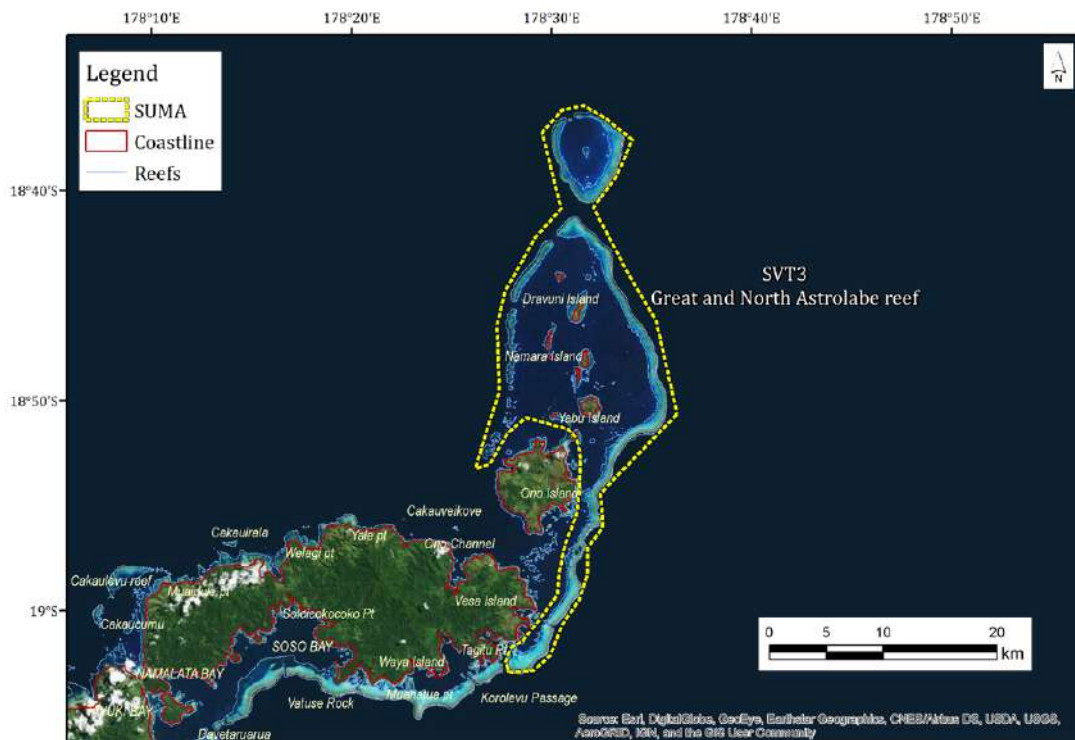 178°10'E
178°20'E
178°30'E
178°40'E
178°50'E
Legend
SUMA
Coastline
Reefs
N
18°40'S
SVT3
Great and North Astrolabe reef
Dravuni Island
Namara Island
18°50'S
Yabu Island
Ono Island
Cakauveikove
Cakauirala
Yale pt
Ono Channel
Welagi pt
Cakaulevu reef
Vesa Island
19°S
Cakaucumu
SOSO BAY
Tagitu Pt
Waya Island
NAMALATA BAY
Muanatua pt
Korolevu Passage
Vatuse Rock
Davetaruarua
0 5 10 20
km
Source: Esri, DigitalGlobe, GeoEye, Earthstar Geographics, CNES/Airbus DS, USDA, USGS,
AeroGRID, IGN, and the GIS User Community